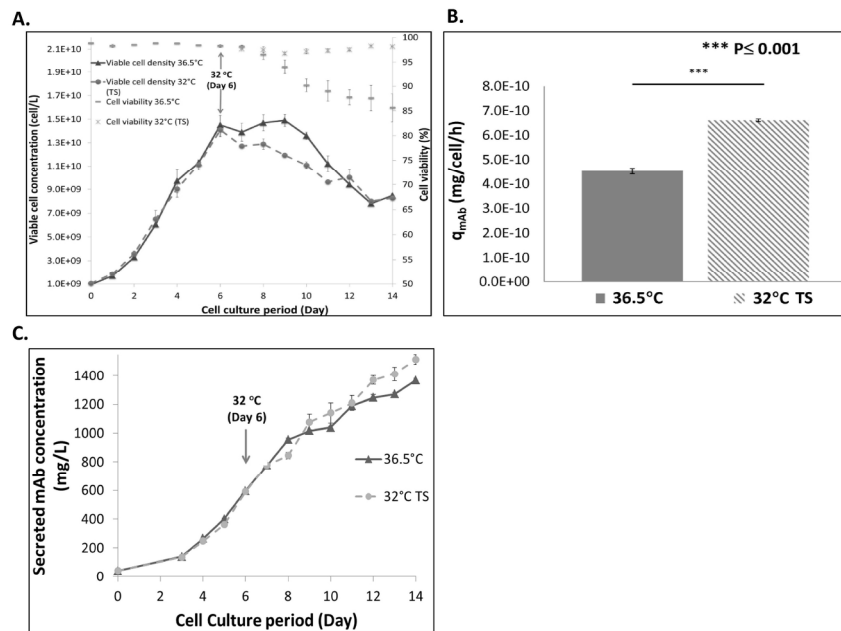 A.
2.1E+10
1.9E+10
1.7E+10
1.5E+10
1.3E+10
1.1E+10
9.0E+09
7.0E+09
5.0E+09
3.0E+09
1.0E+09
Viable cell concentration (cell/L)
Viable cell density 36.5°C
Viable cell density 32°C
(TS)
Cell viability 36.5°C
Cell viability 32°C (TS)
32 °C
(Day 6)
100
95
90
85
80
75
70
65
60
55
50
Cell viability (%)
0 2 4 6 8 10 12 14
Cell culture period (Day)
B.
*** P≤ 0.001
***
8.0E-10
7.0E-10
6.0E-10
5.0E-10
4.0E-10
3.0E-10
2.0E-10
1.0E-10
0.0E+00
qmAb (mg/cell/h)
36.5°C
32°C TS
C.
1400
1200
1000
800
600
400
200
0
Secreted mAb concentration
(mg/L)
32 °C
(Day 6)
36.5°C
32°C TS
0 2 4 6 8 10 12 14
Cell Culture period (Day)